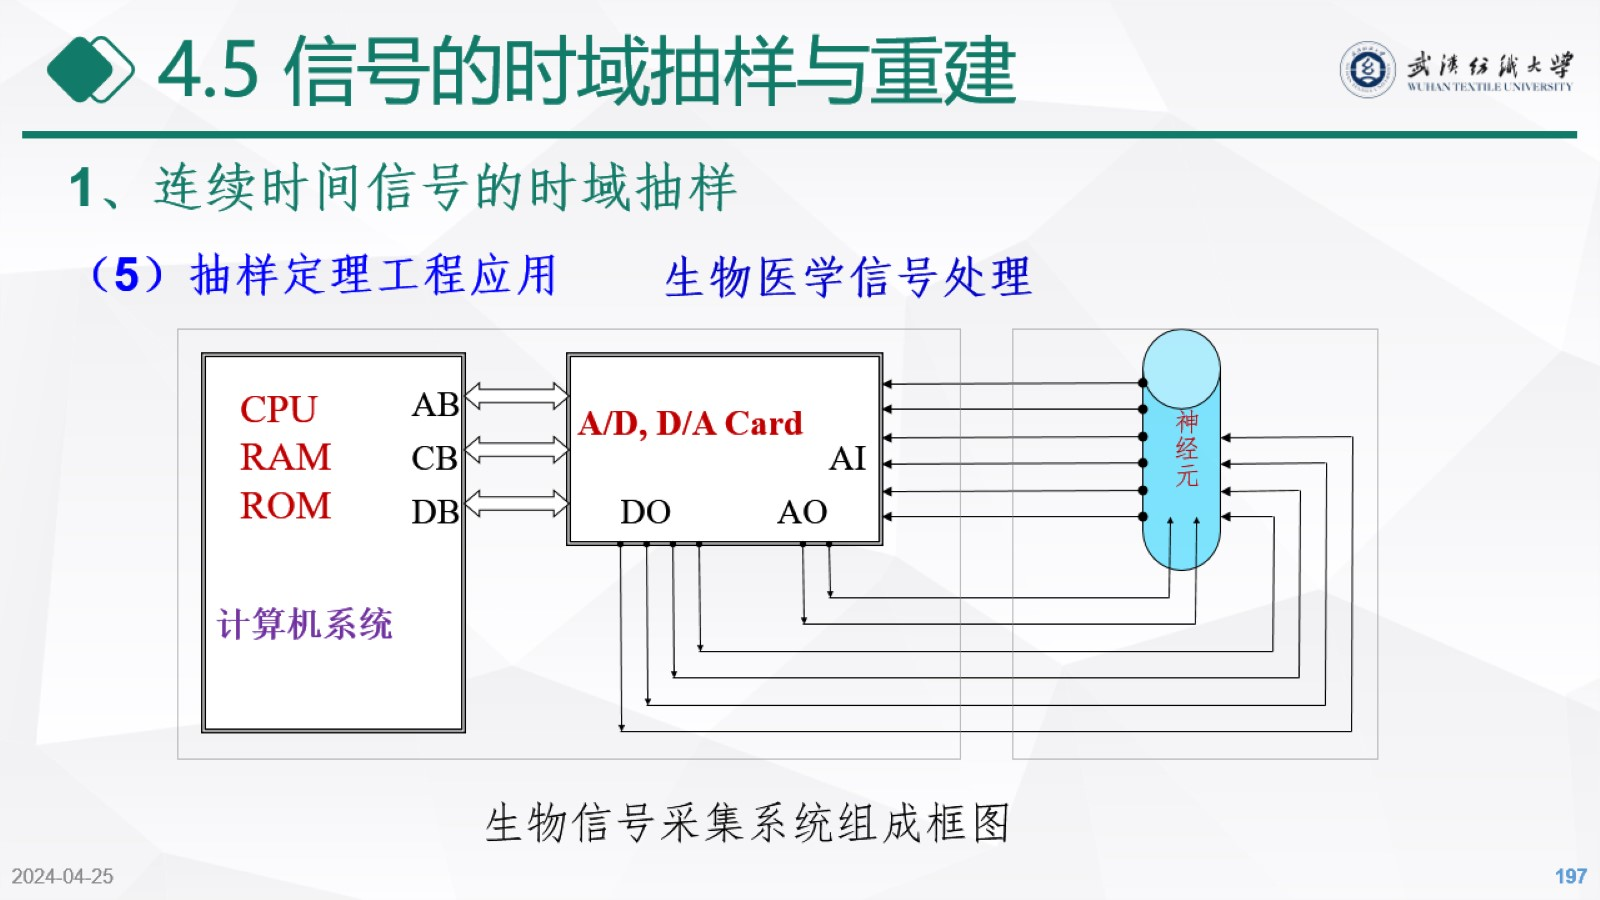 4.5 信号的时域抽样与重建
武汉纺织大学
WUHAN TEXTILE UNIVERSITY
1、连续时间信号的时域抽样
（5）抽样定理工程应用 生物医学信号处理
CPU
RAM
ROM
AB
CB
DB
计算机系统
A/D, D/A Card
AI
DO
AO
神经元
生物信号采集系统组成框图
2024-04-25
197